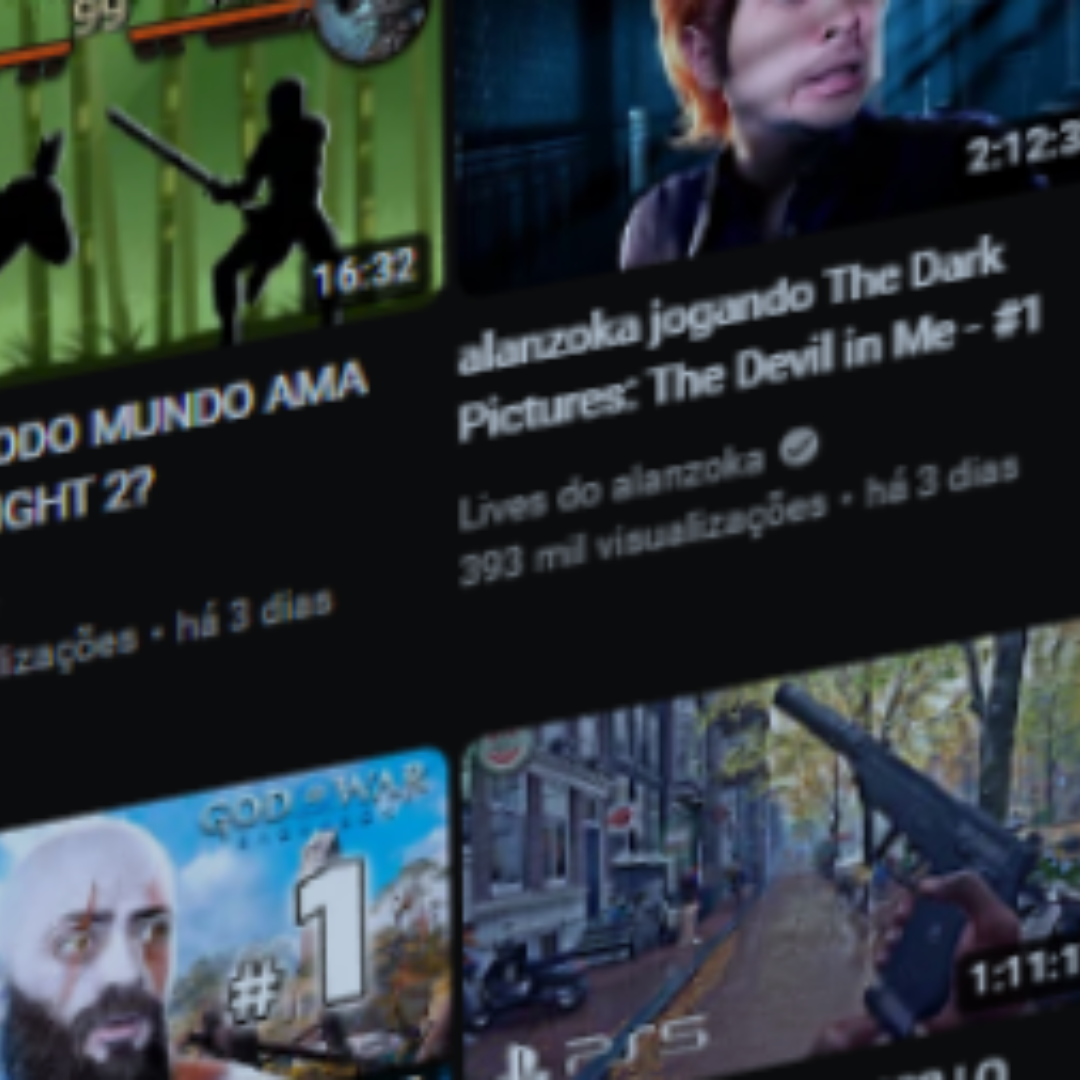 99
16:32
2:12:3
ODO MUNDO AMA
IGHT 2?
lizações • há 3 dias
alanzoka jogando The Dark
Pictures: The Devil in Me - #1
Lives do alanzoka
393 mil visualizações • há 3 dias
GOD OF WAR
#1
PS5
1:11:1